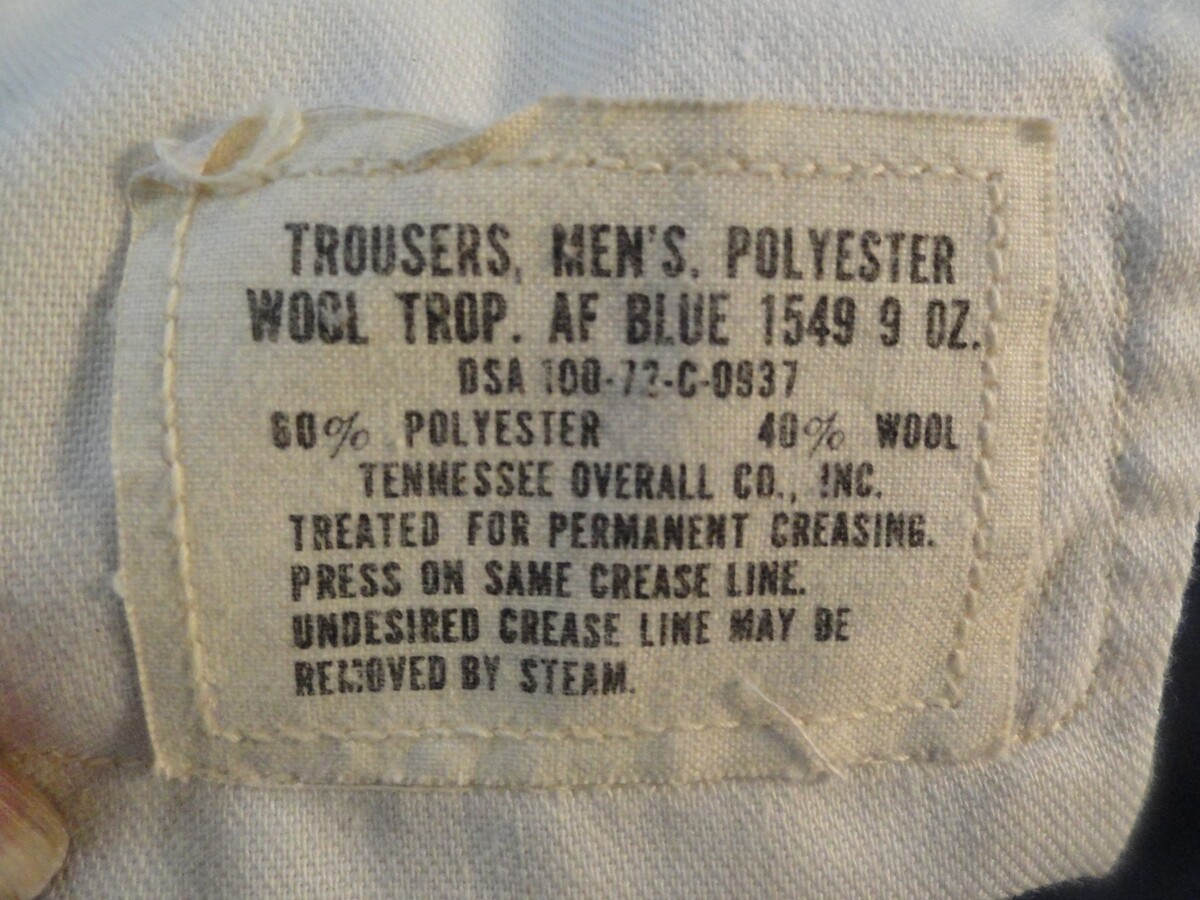 TROUSERS, MEN'S, POLYESTER
WOOL TROP. AF BLUE 1549 9 OZ.
DSA 100-72-C-0937
60% POLYESTER 40% WOOL
TENNESSEE OVERALL CO., INC.
TREATED FOR PERMANENT CREASING.
PRESS ON SAME CREASE LINE.
UNDESIRED CREASE LINE MAY BE
REMOVED BY STEAM.